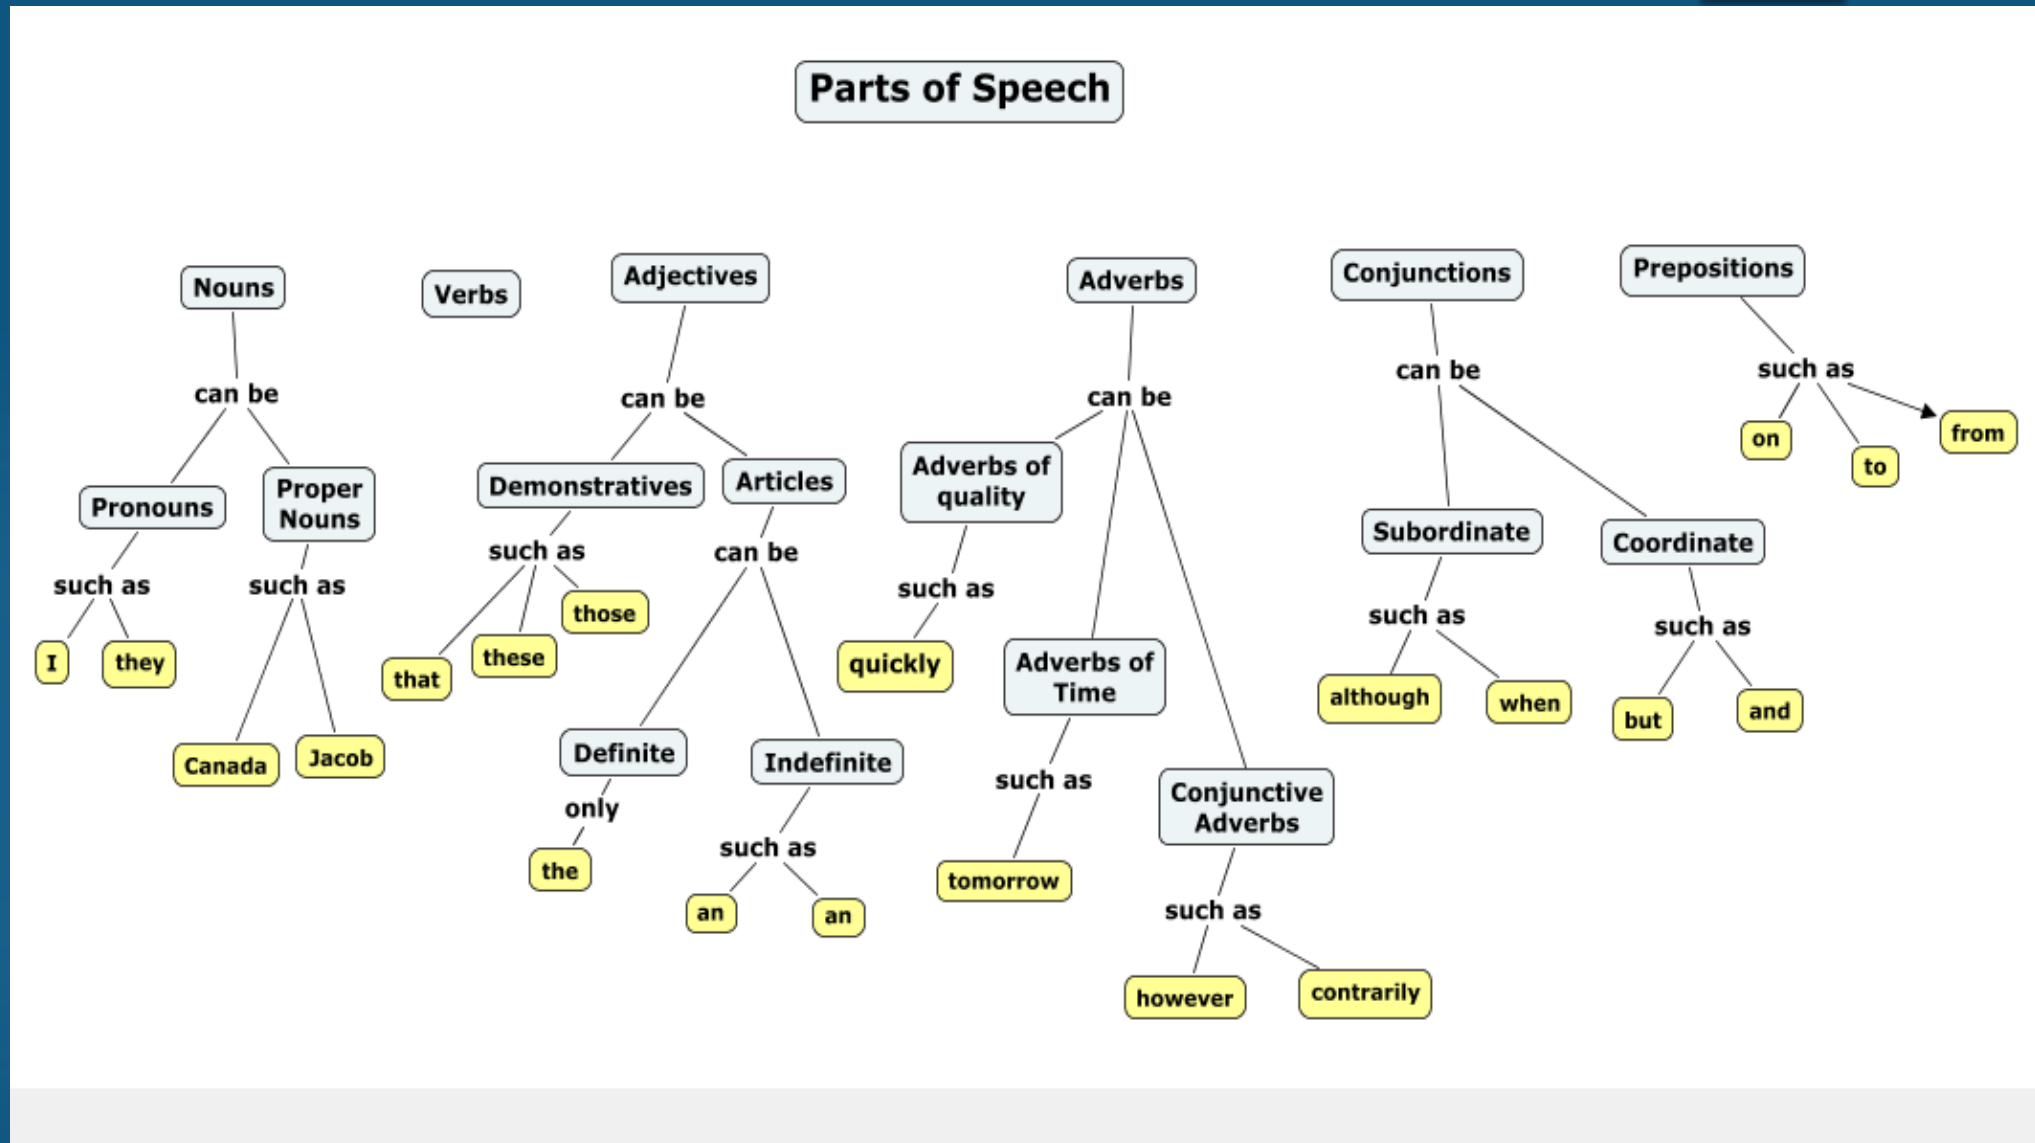 Parts of Speech
Nouns
Verbs
Adjectives
Adverbs
Conjunctions
Prepositions
can be
can be
can be
can be
such as
on
to
from
Pronouns
Proper
Nouns
Demonstratives
Articles
Adverbs of
quality
Subordinate
Coordinate
such as
such as
such as
can be
such as
such as
such as
I
they
Canada
Jacob
that
these
those
quickly
Adverbs of
Time
although
when
but
and
Definite
Indefinite
only
the
such as
an
an
such as
tomorrow
Conjunctive
Adverbs
such as
however
contrarily